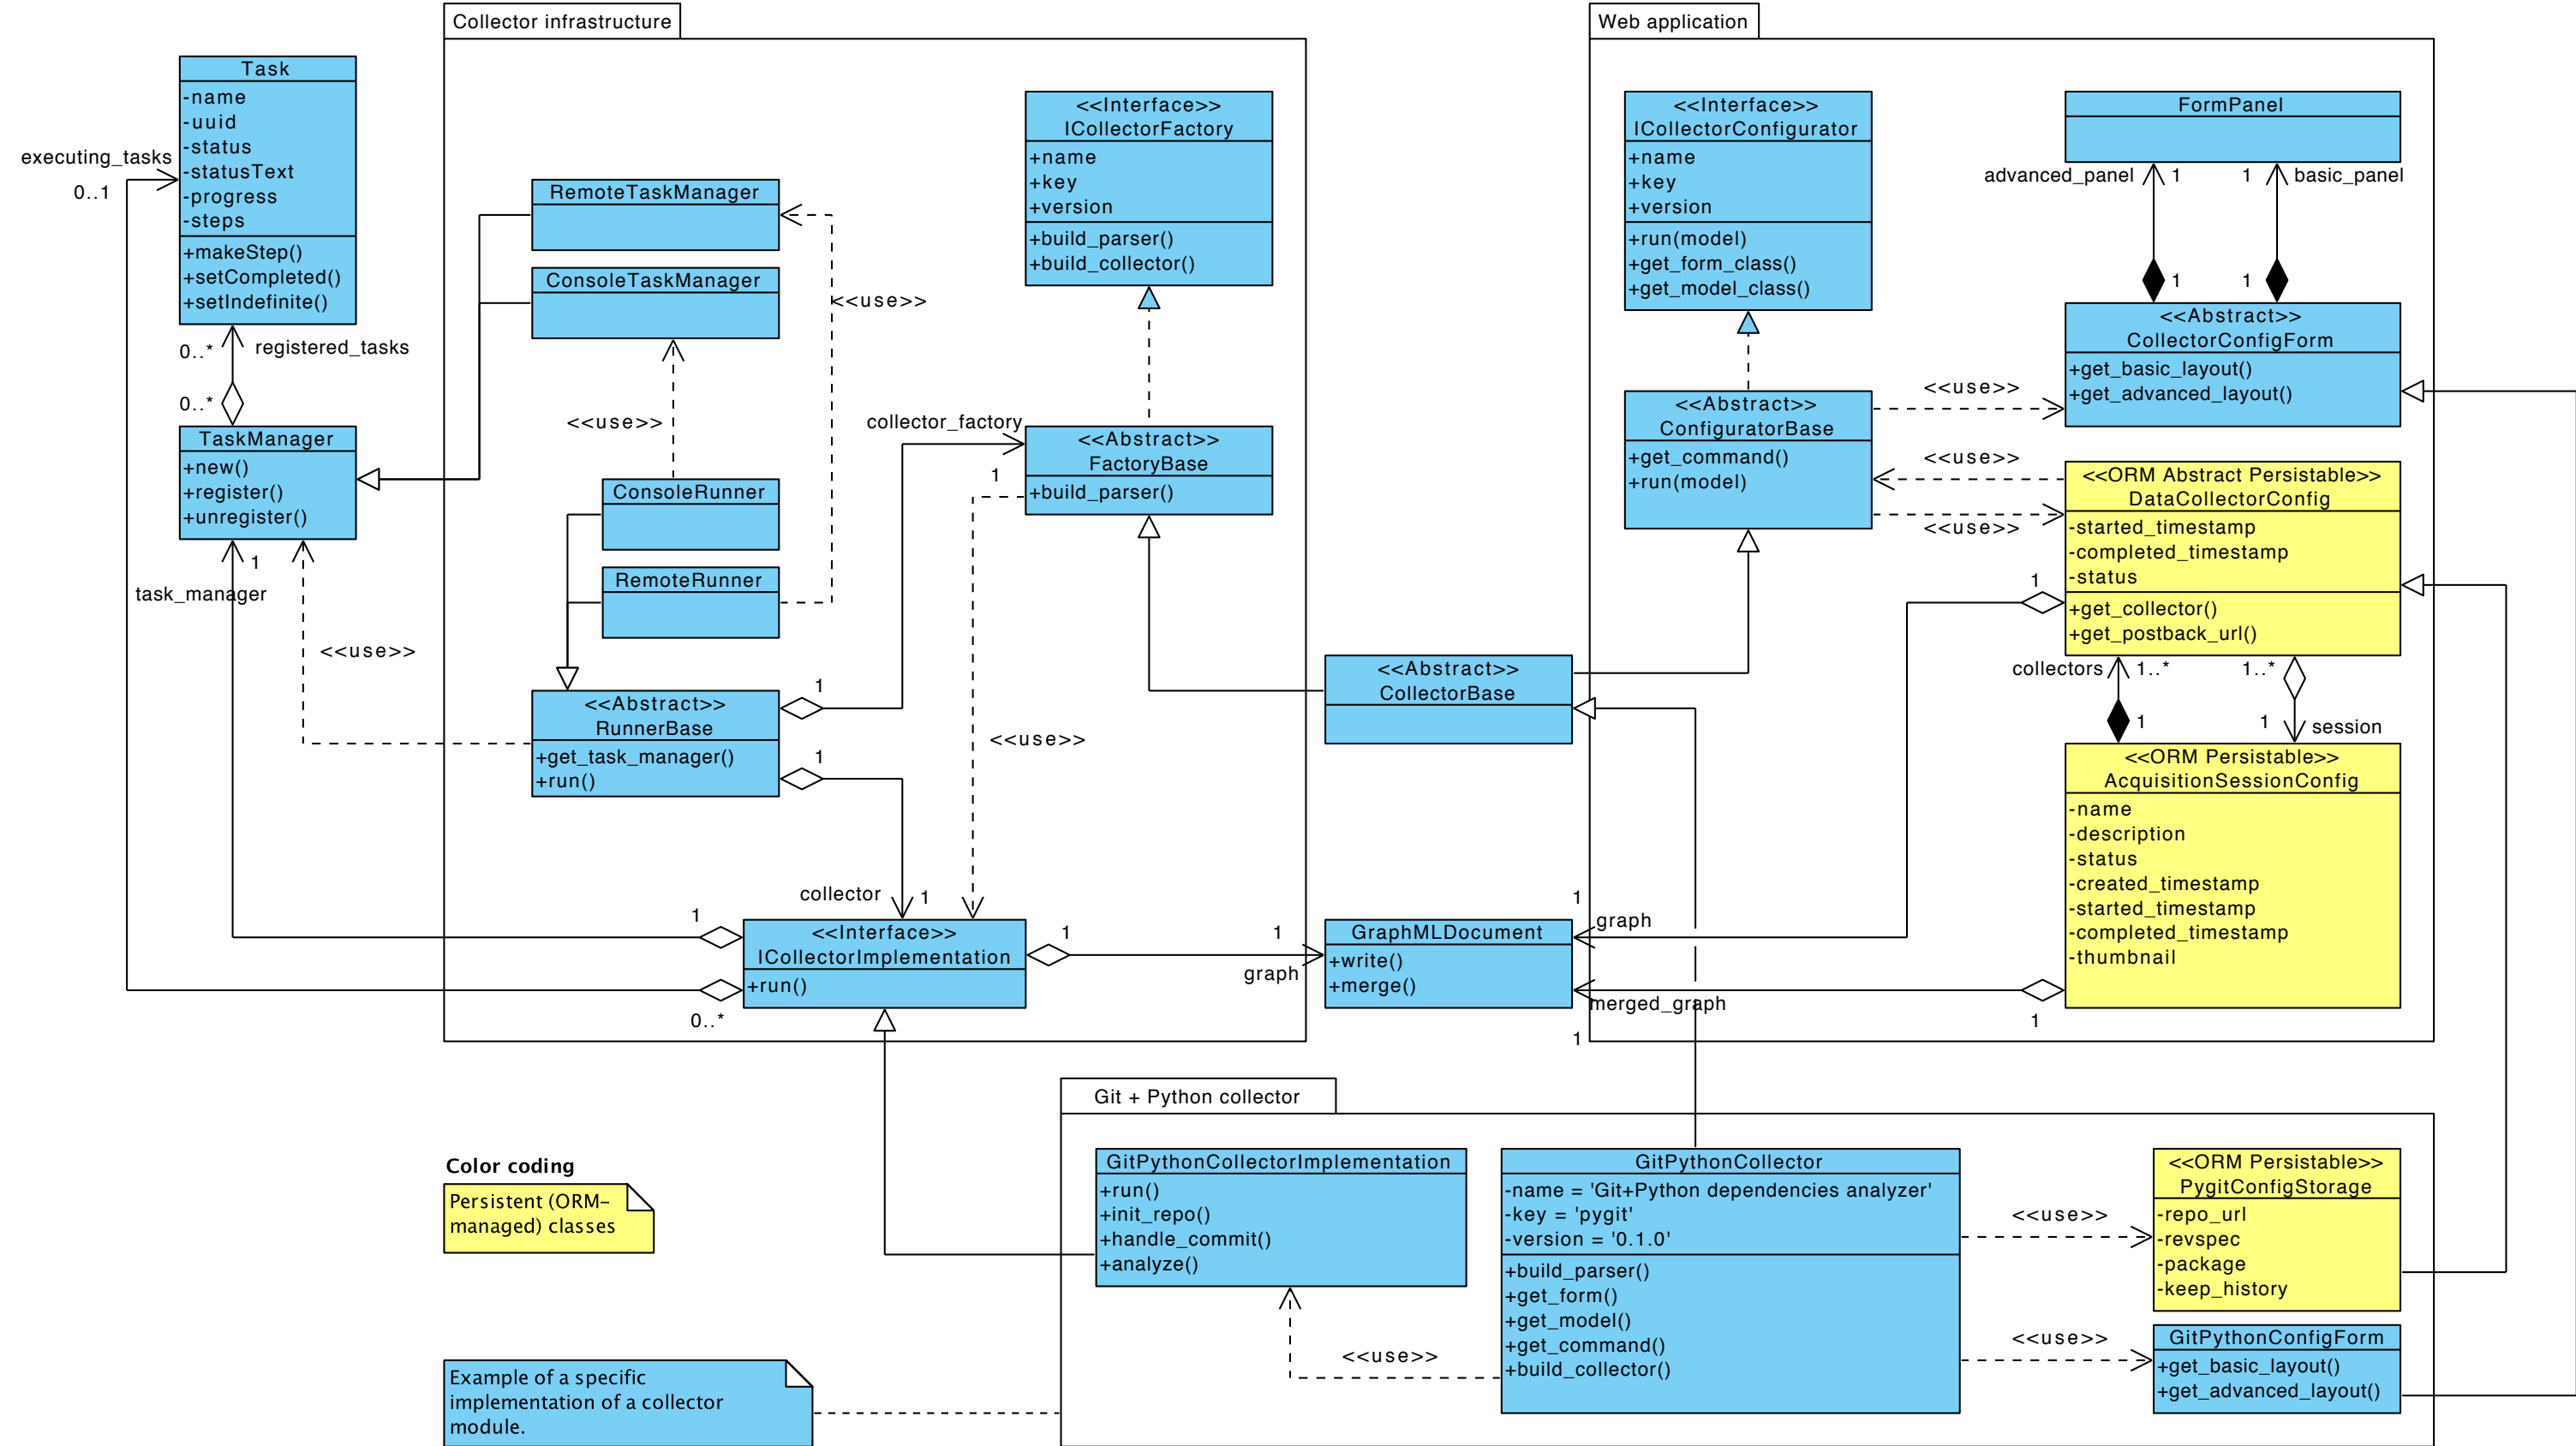 Collector infrastructure
Web application
Task
-name
-uuid
-status
-statusText
-progress
-steps
+makeStep()
+setCompleted()
+setIndefinite()
executing_tasks
0..1
0..*
registered_tasks
0..*
TaskManager
+new()
+register()
+unregister()
1
task_manager
<<use>>
RemoteTaskManager
ConsoleTaskManager
<<use>>
<<use>>
ConsoleRunner
RemoteRunner
<<Abstract>>
RunnerBase
+get_task_manager()
+run()
1
1
<<Interface>>
ICollectorFactory
+name
+key
+version
+build_parser()
+build_collector()
collector_factory
1
<<Abstract>>
FactoryBase
+build_parser()
<<use>>
collector
1
1
0..*
<<Interface>>
ICollectorImplementation
+run()
1
1
graph
<<Abstract>>
CollectorBase
GraphMLDocument
+write()
+merge()
1
graph
merged_graph
1
<<Interface>>
ICollectorConfigurator
+name
+key
+version
+run(model)
+get_form_class()
+get_model_class()
<<Abstract>>
ConfiguratorBase
+get_command()
+run(model)
<<use>>
<<use>>
<<use>>
FormPanel
advanced_panel
1
1
basic_panel
1
1
<<Abstract>>
CollectorConfigForm
+get_basic_layout()
+get_advanced_layout()
<<ORM Abstract Persistable>>
DataCollectorConfig
-started_timestamp
-completed_timestamp
-status
+get_collector()
+get_postback_url()
1
collectors
1..*
1..*
1
1
session
<<ORM Persistable>>
AcquisitionSessionConfig
-name
-description
-status
-created_timestamp
-started_timestamp
-completed_timestamp
-thumbnail
1
Git + Python collector
GitPythonCollectorImplementation
+run()
+init_repo()
+handle_commit()
+analyze()
<<use>>
GitPythonCollector
-name = 'Git+Python dependencies analyzer'
-key = 'pygit'
-version = '0.1.0'
+build_parser()
+get_form()
+get_model()
+get_command()
+build_collector()
<<use>>
<<use>>
<<ORM Persistable>>
PygitConfigStorage
-repo_url
-revspec
-package
-keep_history
GitPythonConfigForm
+get_basic_layout()
+get_advanced_layout()
Color coding
Persistent (ORM-
managed) classes
Example of a specific
implementation of a collector
module.